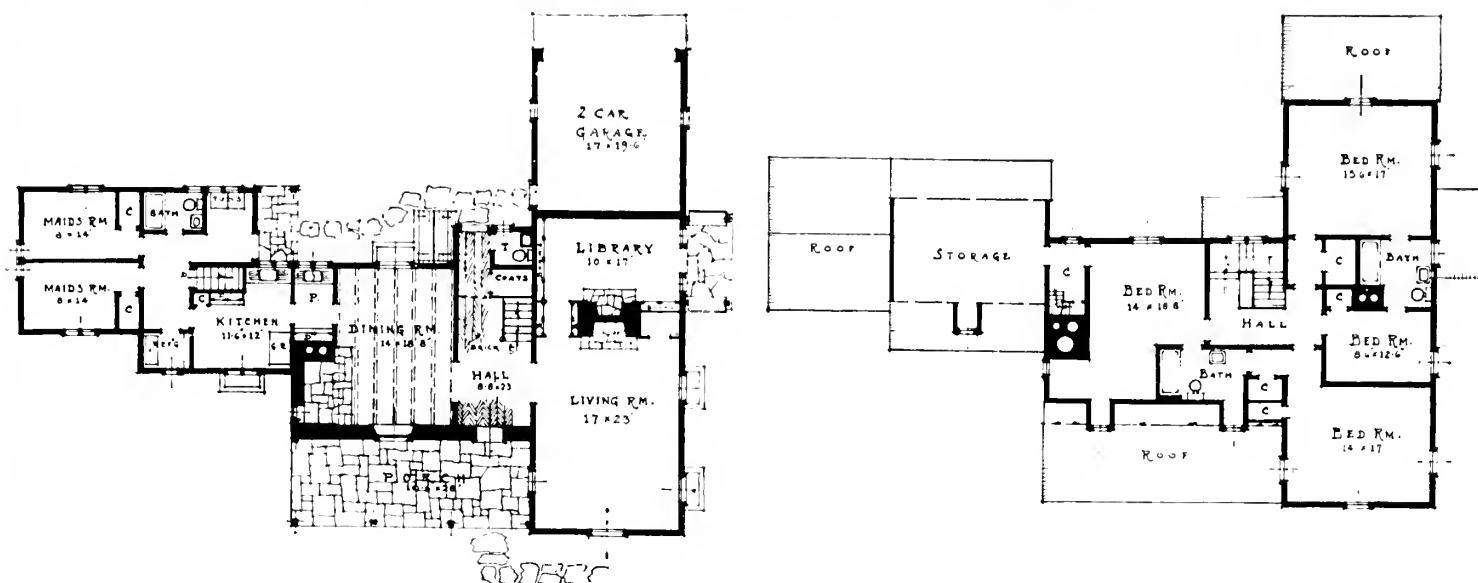 2 CAR
GARAGE
17 × 19·6"
MAIDS RM
8 × 14
C
BATH
TUBS
MAIDS RM.
8 × 14
C
C
KITCHEN
11·6 × 12
P.
DINING RM.
14 × 18'8"
T
COATS
BRICK
HALL
8·8 × 23
LIBRARY
10 × 17'
LIVING RM.
17 × 23'
PORCH
ROOF
STORAGE
ROOF
C
BED RM.
14 × 18'8"
BED RM.
15·6 × 17'
C
BATH
C
HALL
BED RM.
8·6 × 12·6"
BATH
C
C
BED RM.
14 × 17
ROOF